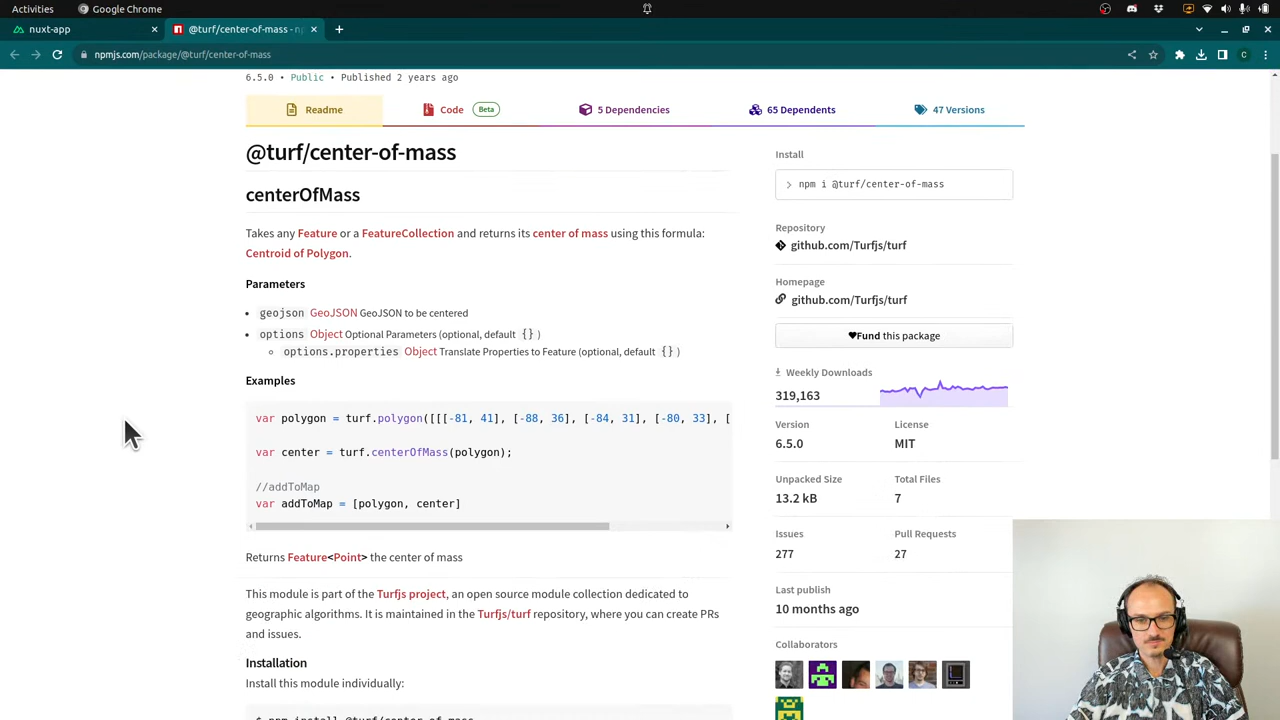 Activities
Google Chrome
nuxt-app
@turf/center-of-mass - np
npmjs.com/package/@turf/center-of-mass
C
6.5.0 • Public • Published 2 years ago
Readme
Code Beta
5 Dependencies
65 Dependents
47 Versions
@turf/center-of-mass
centerOfMass
Takes any Feature or a FeatureCollection and returns its center of mass using this formula:
Centroid of Polygon.
Parameters
• geojson GeoJSON GeoJSON to be centered
• options Object Optional Parameters (optional, default {} )
◦ options.properties Object Translate Properties to Feature (optional, default {} )
Examples
var polygon = turf.polygon([[[-81, 41], [-88, 36], [-84, 31], [-80, 33], [
var center = turf.centerOfMass(polygon);
//addToMap
var addToMap = [polygon, center]
Returns Feature<Point> the center of mass
This module is part of the Turfjs project, an open source module collection dedicated to
geographic algorithms. It is maintained in the Turfjs/turf repository, where you can create PRs
and issues.
Installation
Install this module individually:
$ npm install @turf/center-of-mass
Install
npm i @turf/center-of-mass
Repository
github.com/Turfjs/turf
Homepage
github.com/Turfjs/turf
Fund this package
Weekly Downloads
319,163
Version
6.5.0
License
MIT
Unpacked Size
13.2 kB
Total Files
7
Issues
277
Pull Requests
27
Last publish
10 months ago
Collaborators